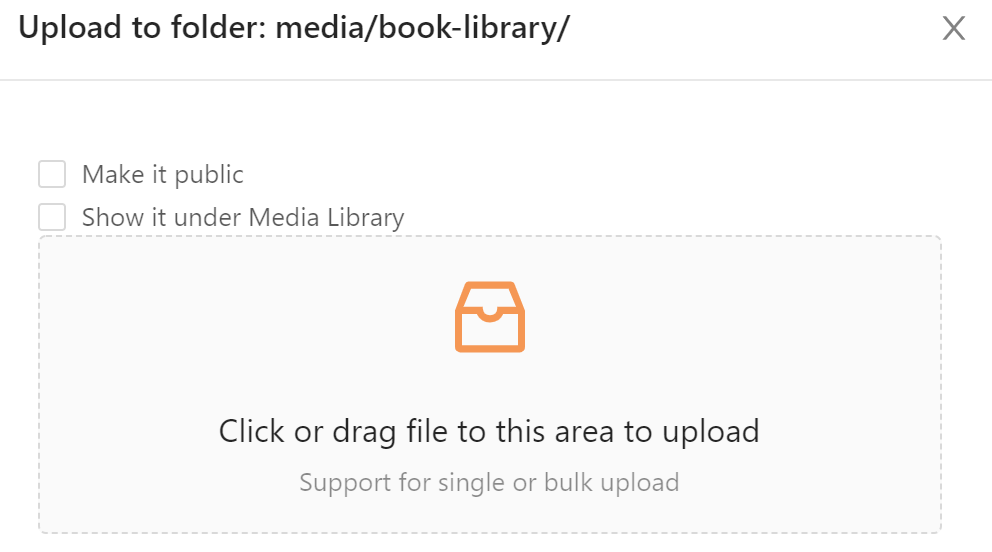 Upload to folder: media/book-library/
Make it public
Show it under Media Library
Click or drag file to this area to upload
Support for single or bulk upload